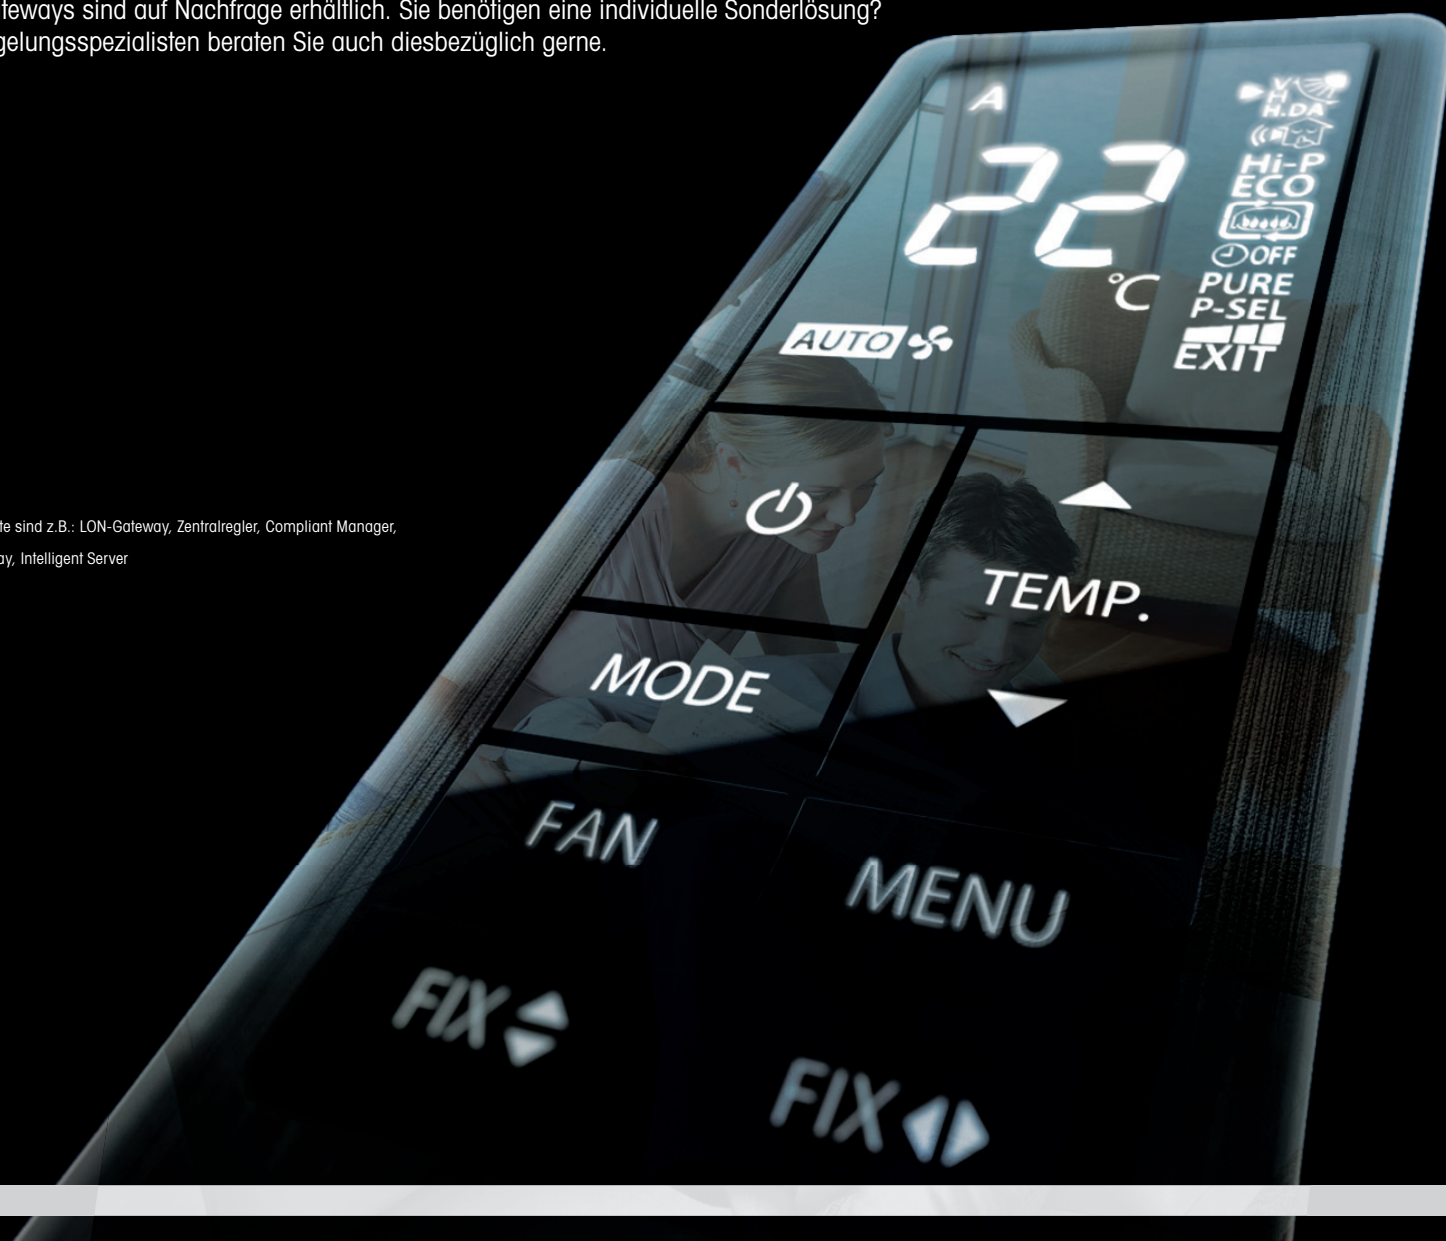 teways sind auf Nachfrage erhältlich. Sie benötigen eine individuelle Sonderlösung?
gelungsspezialisten beraten Sie auch diesbezüglich gerne.
A
V
H
H.DA
22
°C
Hi-P
ECO
OFF
PURE
P-SEL
EXIT
AUTO
TEMP.
MODE
te sind z.B.: LON-Gateway, Zentralregler, Compliant Manager,
ay, Intelligent Server
FAN
MENU
FIX
FIX